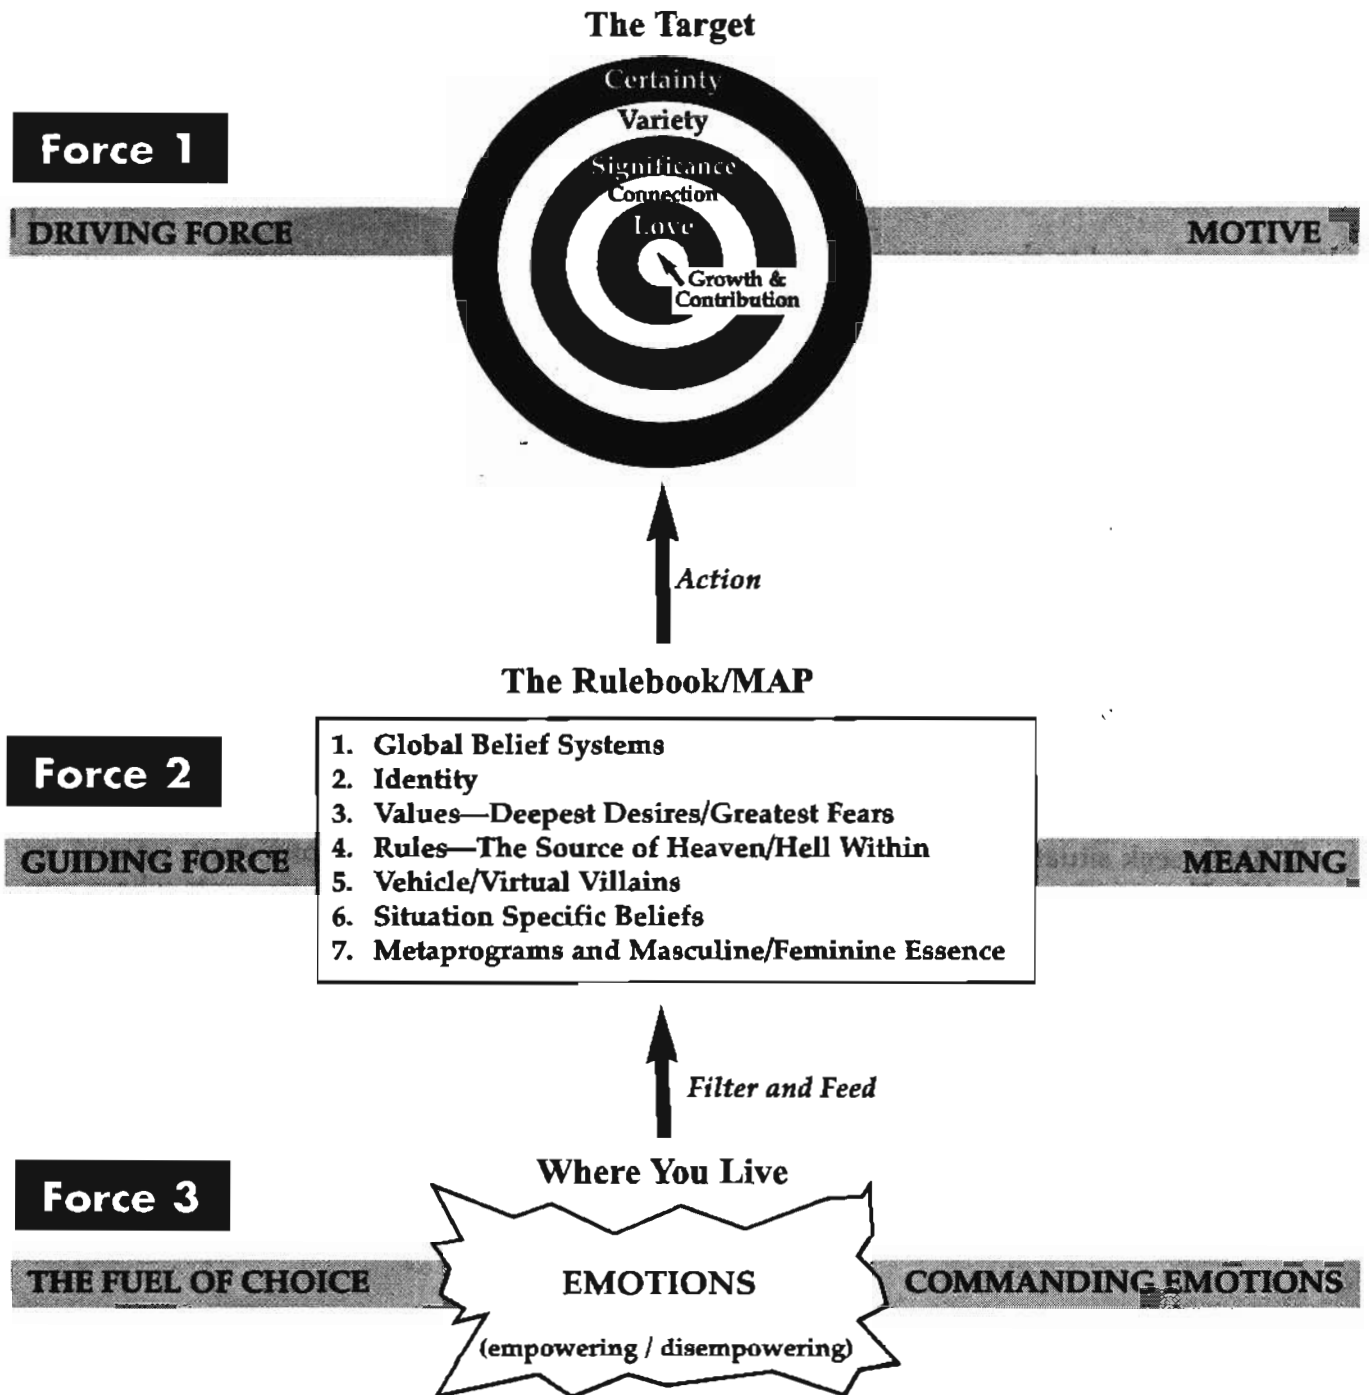 The Target
Certainty
Variety
Significance
Connection
Love
Growth &
Contribution
Force 1
DRIVING FORCE
MOTIVE
Action
The Rulebook/MAP
Force 2
GUIDING FORCE
MEANING
1. Global Belief Systems
2. Identity
3. Values—Deepest Desires/Greatest Fears
4. Rules—The Source of Heaven/Hell Within
5. Vehicle/Virtual Villains
6. Situation Specific Beliefs
7. Metaprograms and Masculine/Feminine Essence
Filter and Feed
Where You Live
Force 3
THE FUEL OF CHOICE
EMOTIONS
COMMANDING EMOTIONS
(empowering / disempowering)